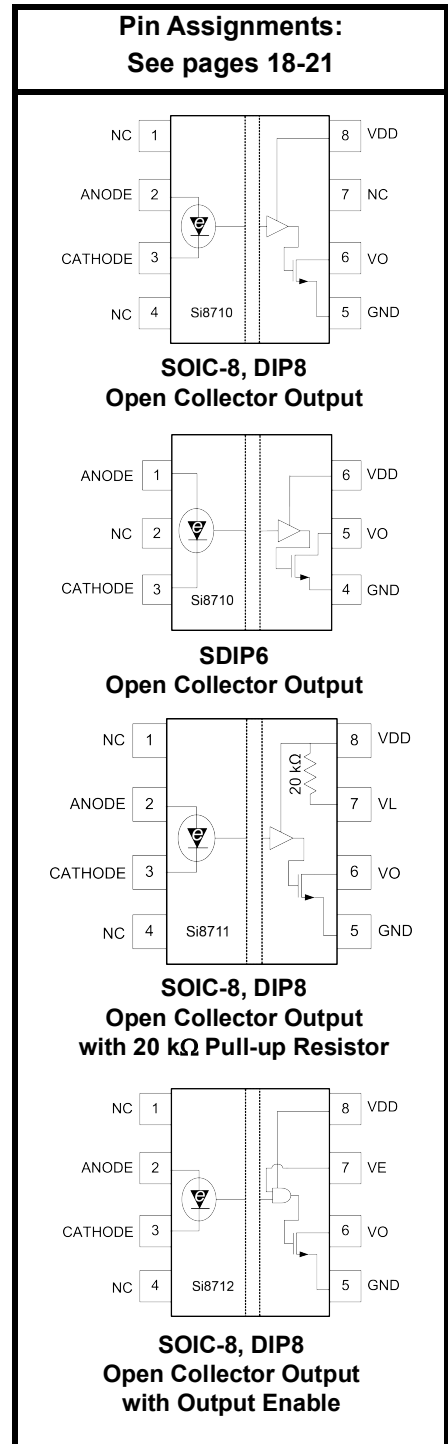 Pin Assignments:
See pages 18-21
NC 1 8 VDD
ANODE 2 7 NC
e
CATHODE 3 6 VO
NC 4 Si8710 5 GND
SOIC-8, DIP8
Open Collector Output
ANODE 1 6 VDD
NC 2 e 5 VO
CATHODE 3 4 GND
Si8710
SDIP6
Open Collector Output
NC 1 8 VDD
20 kΩ
ANODE 2 7 VL
e
CATHODE 3 6 VO
NC 4 Si8711 5 GND
SOIC-8, DIP8
Open Collector Output
with 20 kΩ Pull-up Resistor
NC 1 8 VDD
ANODE 2 7 VE
e
CATHODE 3 6 VO
NC 4 Si8712 5 GND
SOIC-8, DIP8
Open Collector Output
with Output Enable